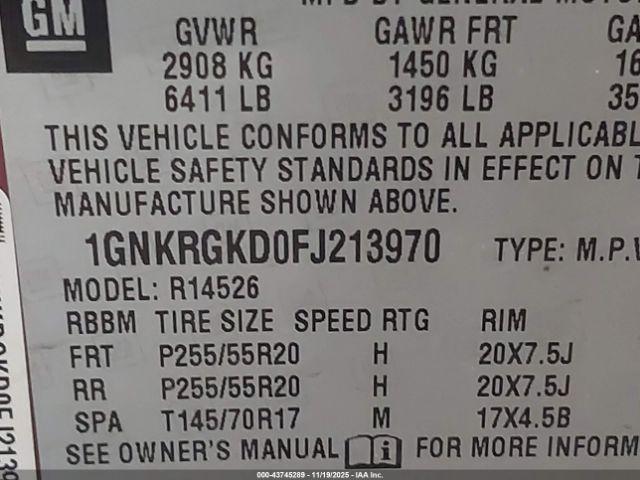 GM
GVWR GAWR FRT
2908 KG 1450 KG
6411 LB 3196 LB
THIS VEHICLE CONFORMS TO ALL
VEHICLE SAFETY STANDARDS IN EFFECT ON
MANUFACTURE SHOWN ABOVE.
1GNKRGKD0FJ213970 TYPE: M.P.V
MODEL: R14526
RBBM TIRE SIZE SPEED RTG RIM
FRT P255/55R20 H 20X7.5J
RR P255/55R20 H 20X7.5J
SPA T145/70R17 M 17X4.5B
SEE OWNER'S MANUAL i FOR MORE
000-43745289 - 11/19/2025 - IAA Inc.